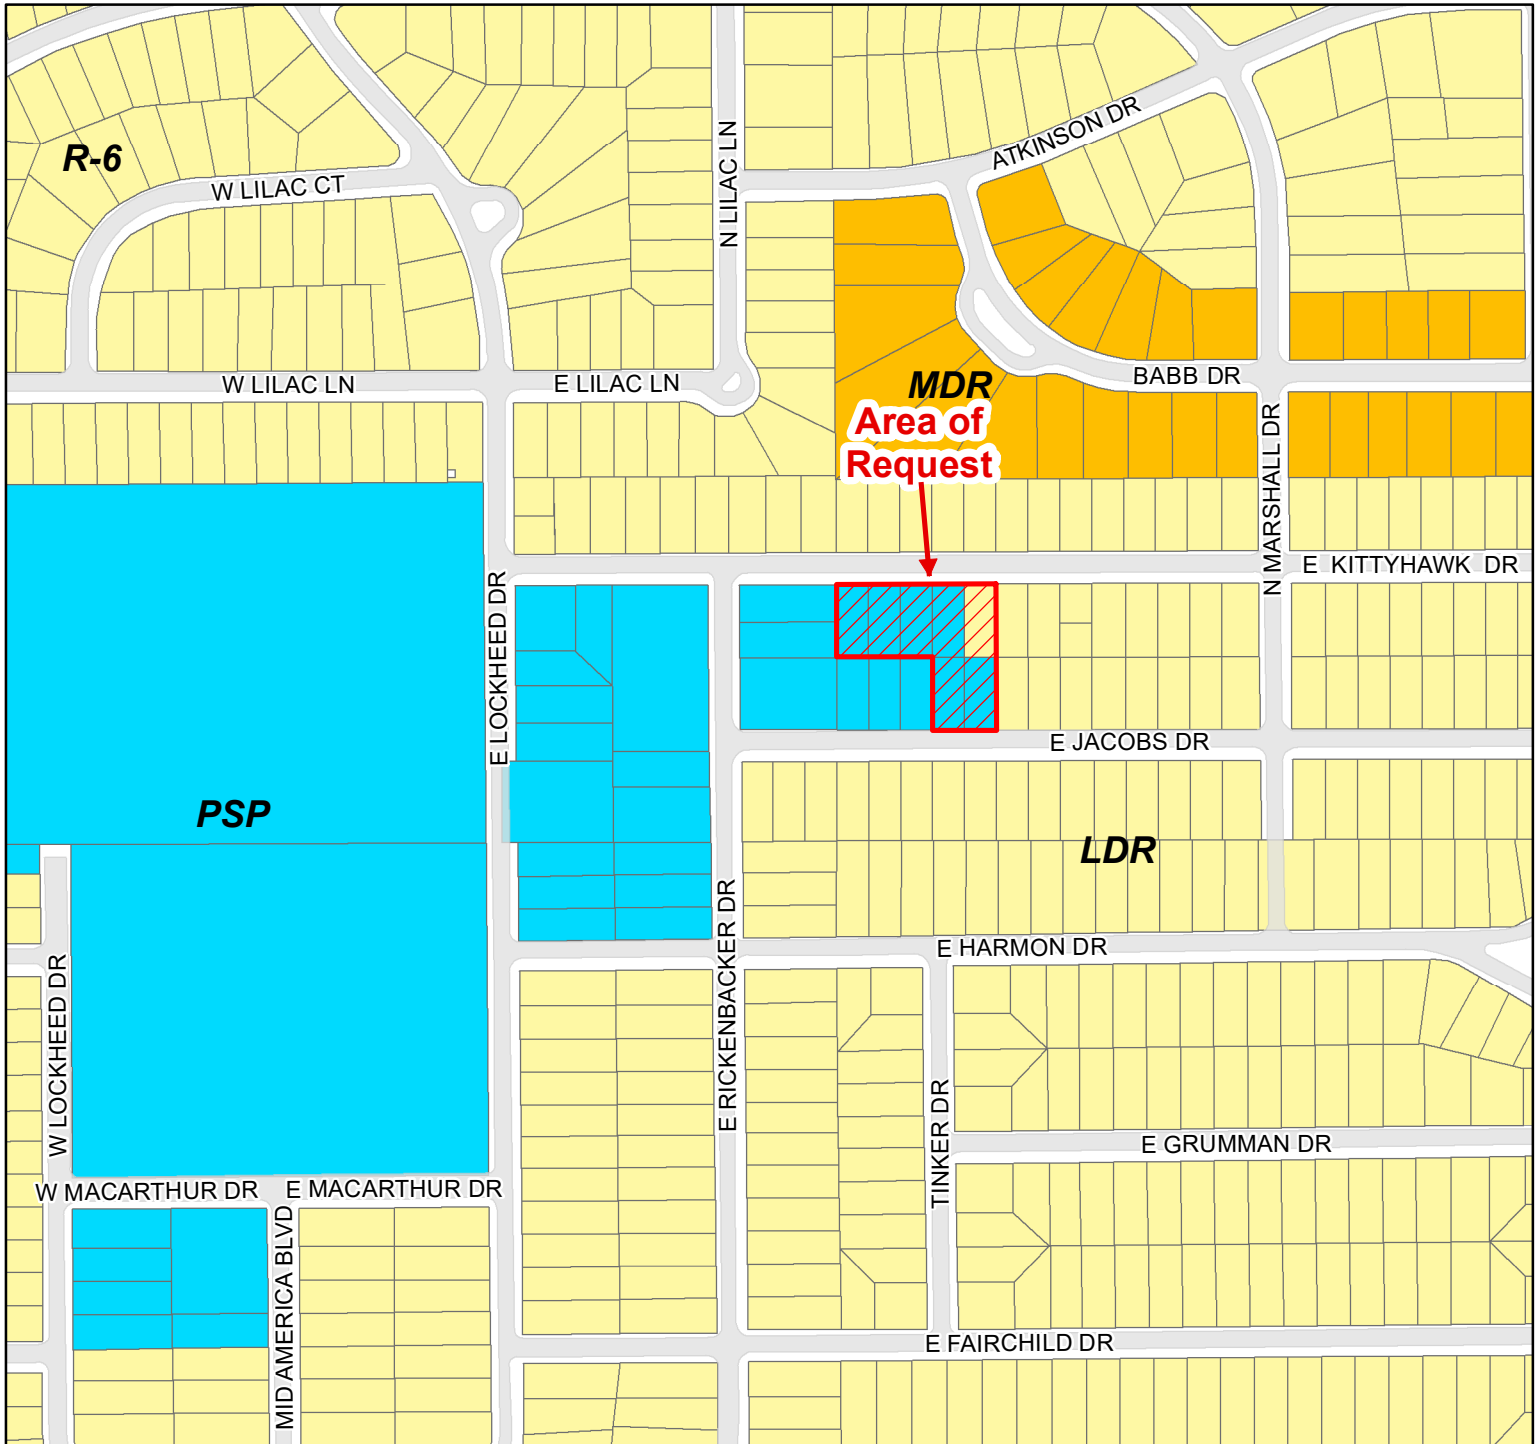 ATKINSON DR
R-6
W LILAC CT
N LILAC LN
W LILAC LN
E LILAC LN
BABB DR
MDR
Area of
Request
N MARSHALL DR
E KITTYHAWK DR
E LOCKHEED DR
E JACOBS DR
PSP
LDR
E RICKENBACKER DR
E HARMON DR
W LOCKHEED DR
TINKER DR
E GRUMMAN DR
W MACARTHUR DR
E MACARTHUR DR
MID AMERICA BLVD
E FAIRCHILD DR